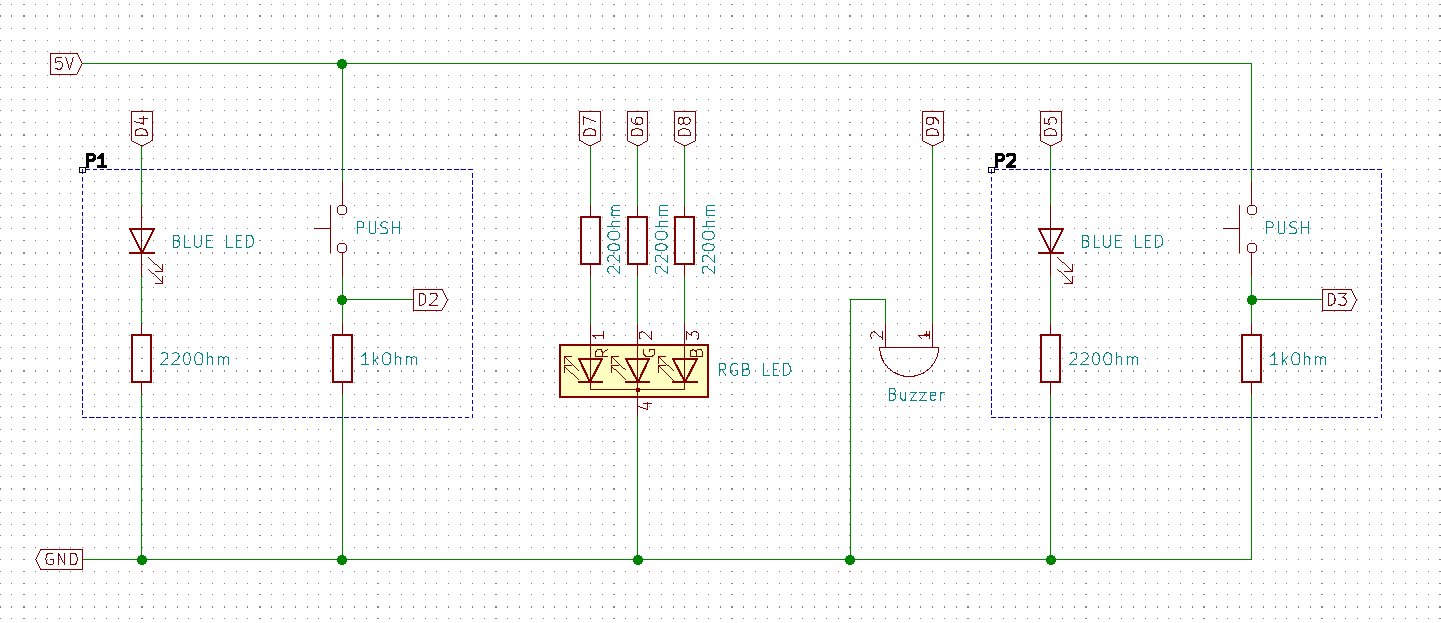 5V
D4
D7
D6
D8
D9
D5
P1
P2
BLUE LED
PUSH
220Ohm
220Ohm
220Ohm
BLUE LED
PUSH
D2
D3
1
2
3
2
1
R
G
B
220Ohm
1kOhm
RGB LED
Buzzer
220Ohm
1kOhm
4
GND